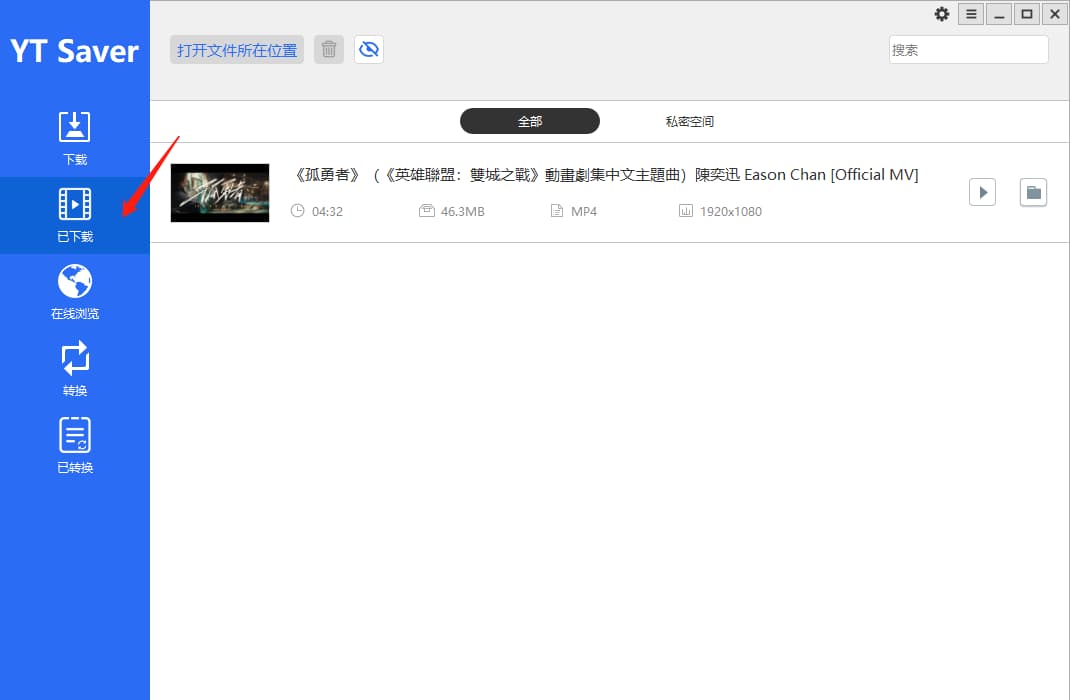 YT Saver
打开文件所在位置
搜索
下载
已下载
在线浏览
转换
已转换
全部
私密空间
孤勇者
《孤勇者》（《英雄聯盟：雙城之戰》動畫劇集中文主題曲）陳奕迅 Eason Chan [Official MV]
04:32
46.3MB
MP4
1920x1080